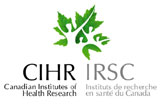 CIHR IRSC
Canadian Institutes of Instituts de recherche
Health Research en santé du Canada